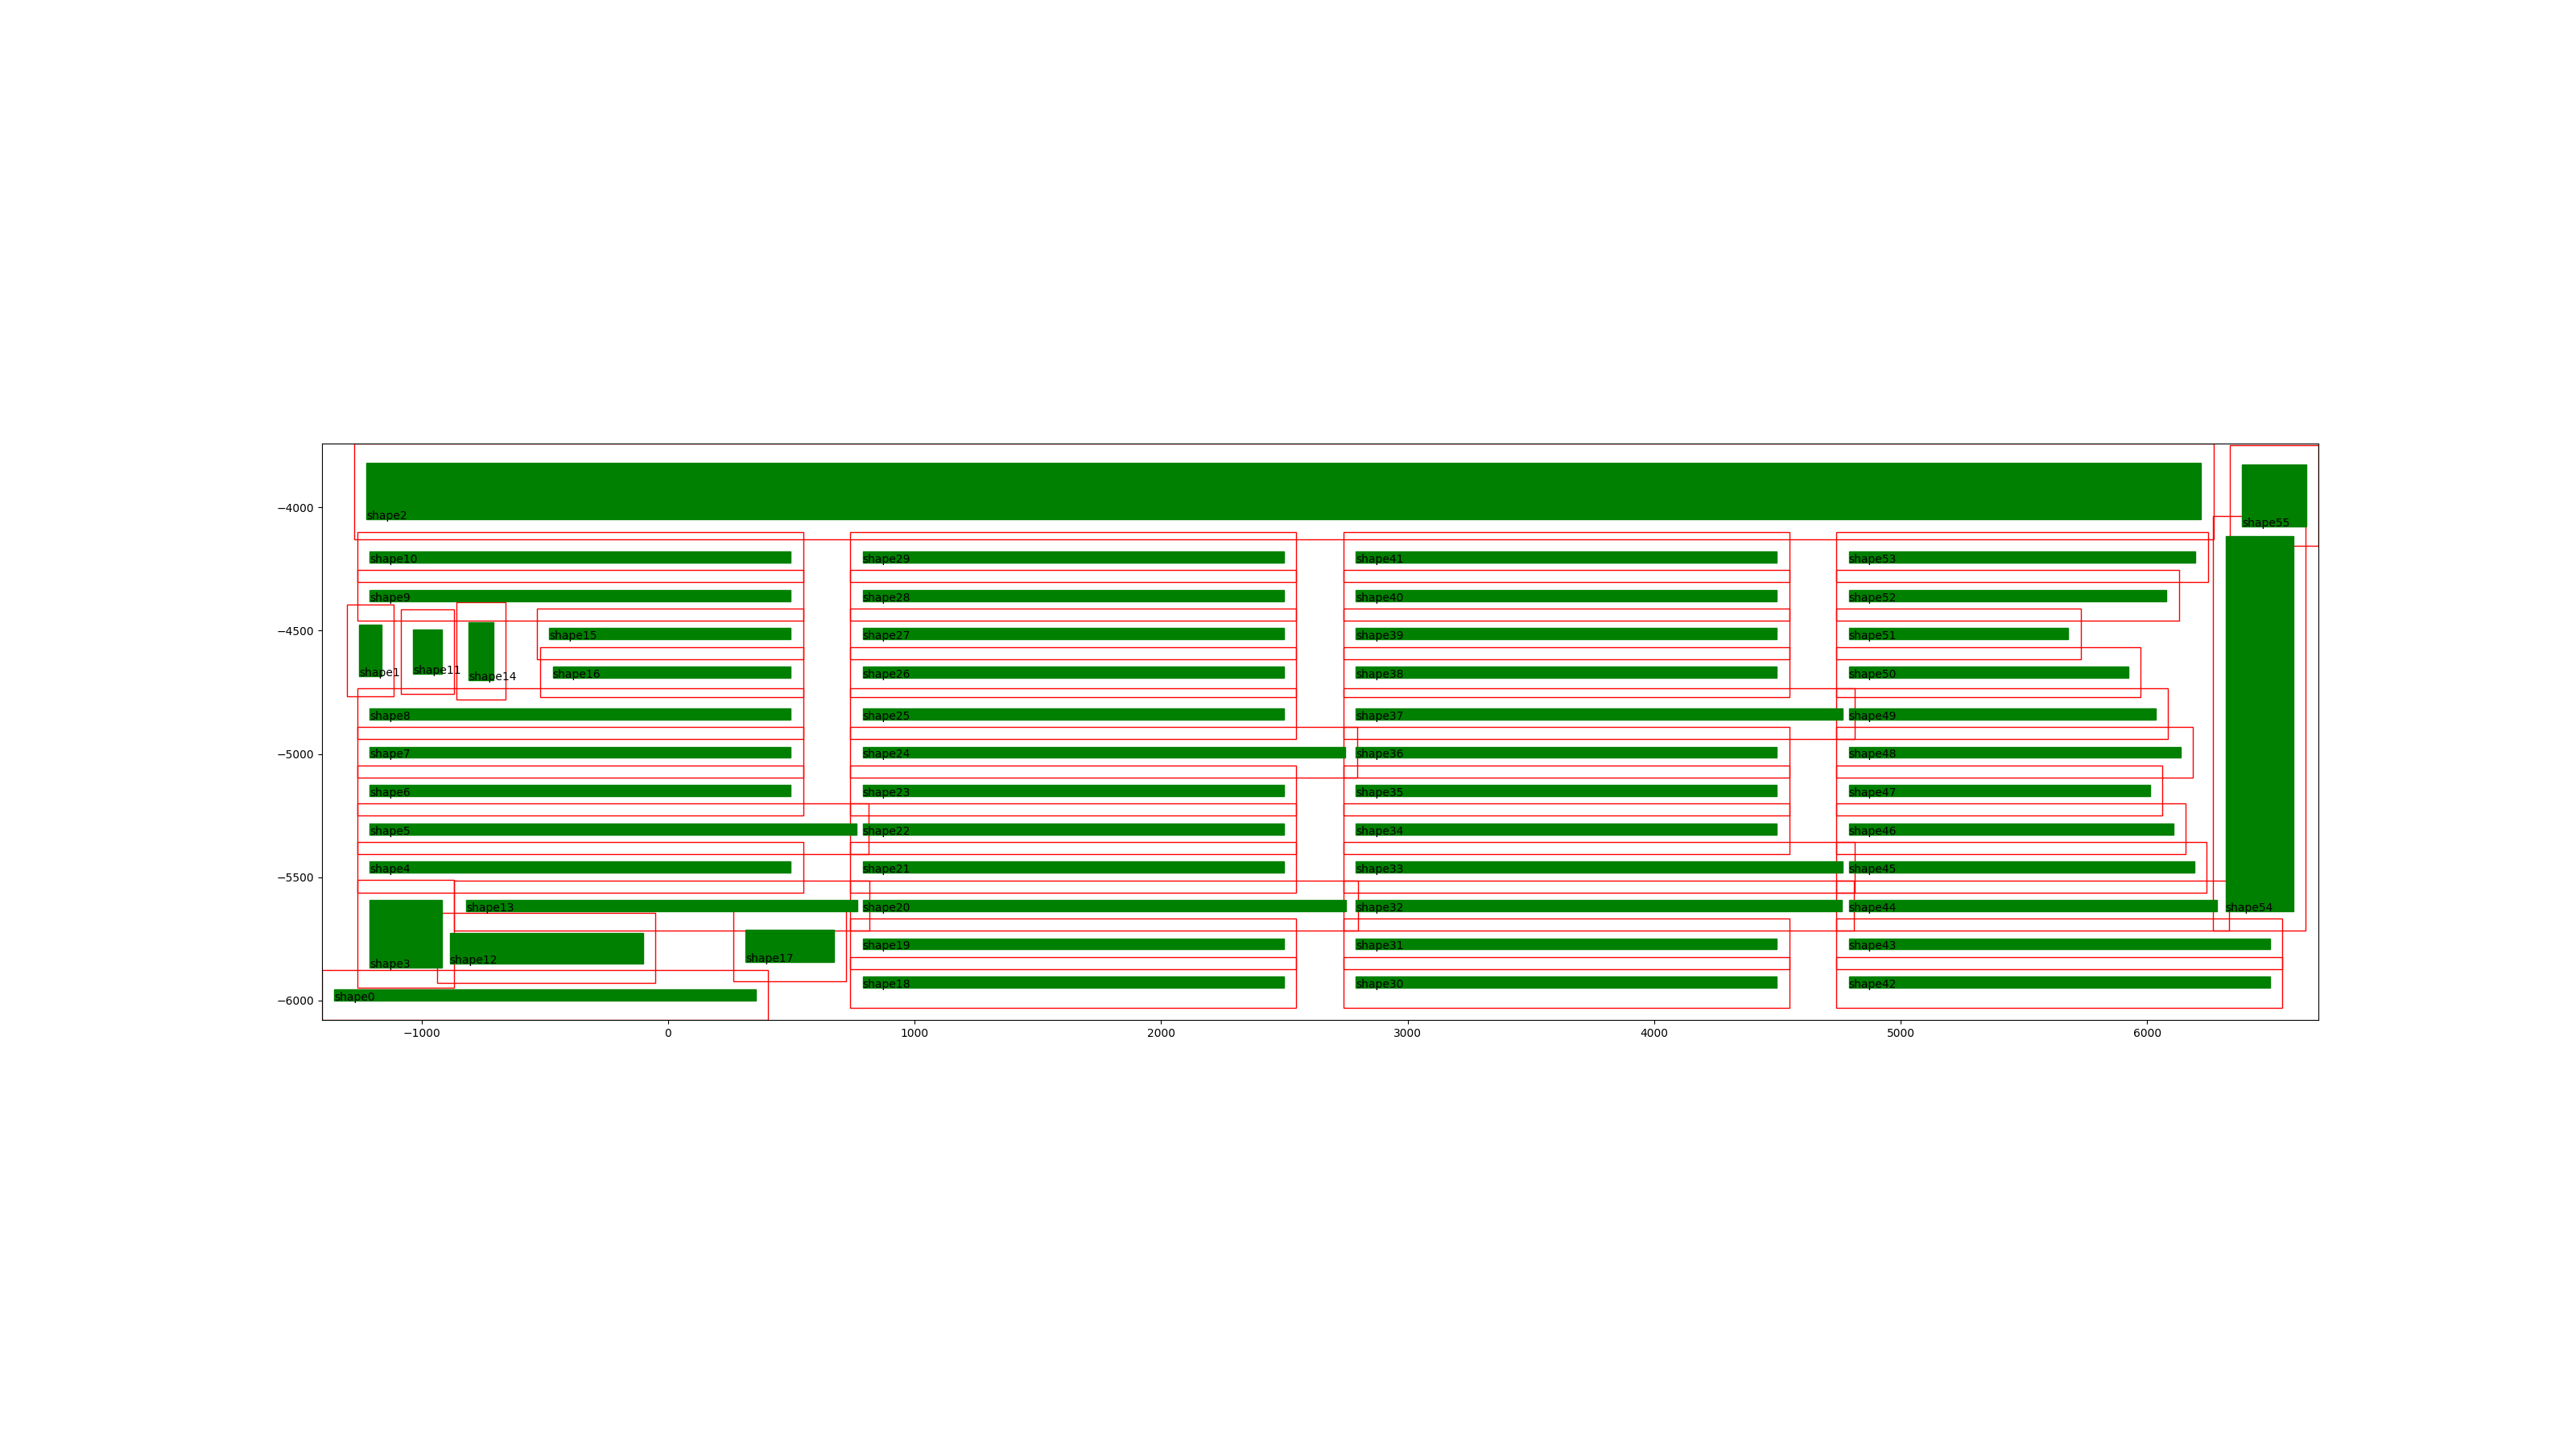 shape2
shape55
−4000
shape10 shape29 shape41 shape53
shape9 shape28 shape40 shape52
−4500
shape15 shape27 shape39 shape51
shape1 shape11 shape14 shape16 shape26 shape38 shape50
shape8 shape25 shape37 shape49
−5000
shape7 shape24 shape36 shape48
shape6 shape23 shape35 shape47
shape5 shape22 shape34 shape46
shape4 shape21 shape33 shape45
−5500
shape13 shape20 shape32 shape44 shape54
shape19 shape31 shape43
shape3 shape12 shape17
shape18 shape30 shape42
−6000
shape0
−1000 0 1000 2000 3000 4000 5000 6000